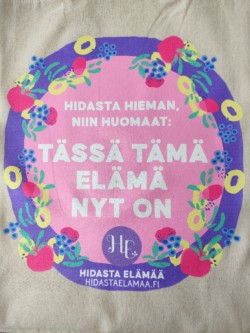 HIDASTA HIEMAN,
NIIN HUOMAAT:
TÄSSÄ TÄMÄ
ELÄMÄ
NYT ON
HE
HIDASTA ELÄMÄÄ
HIDASTAELAMAA.FI